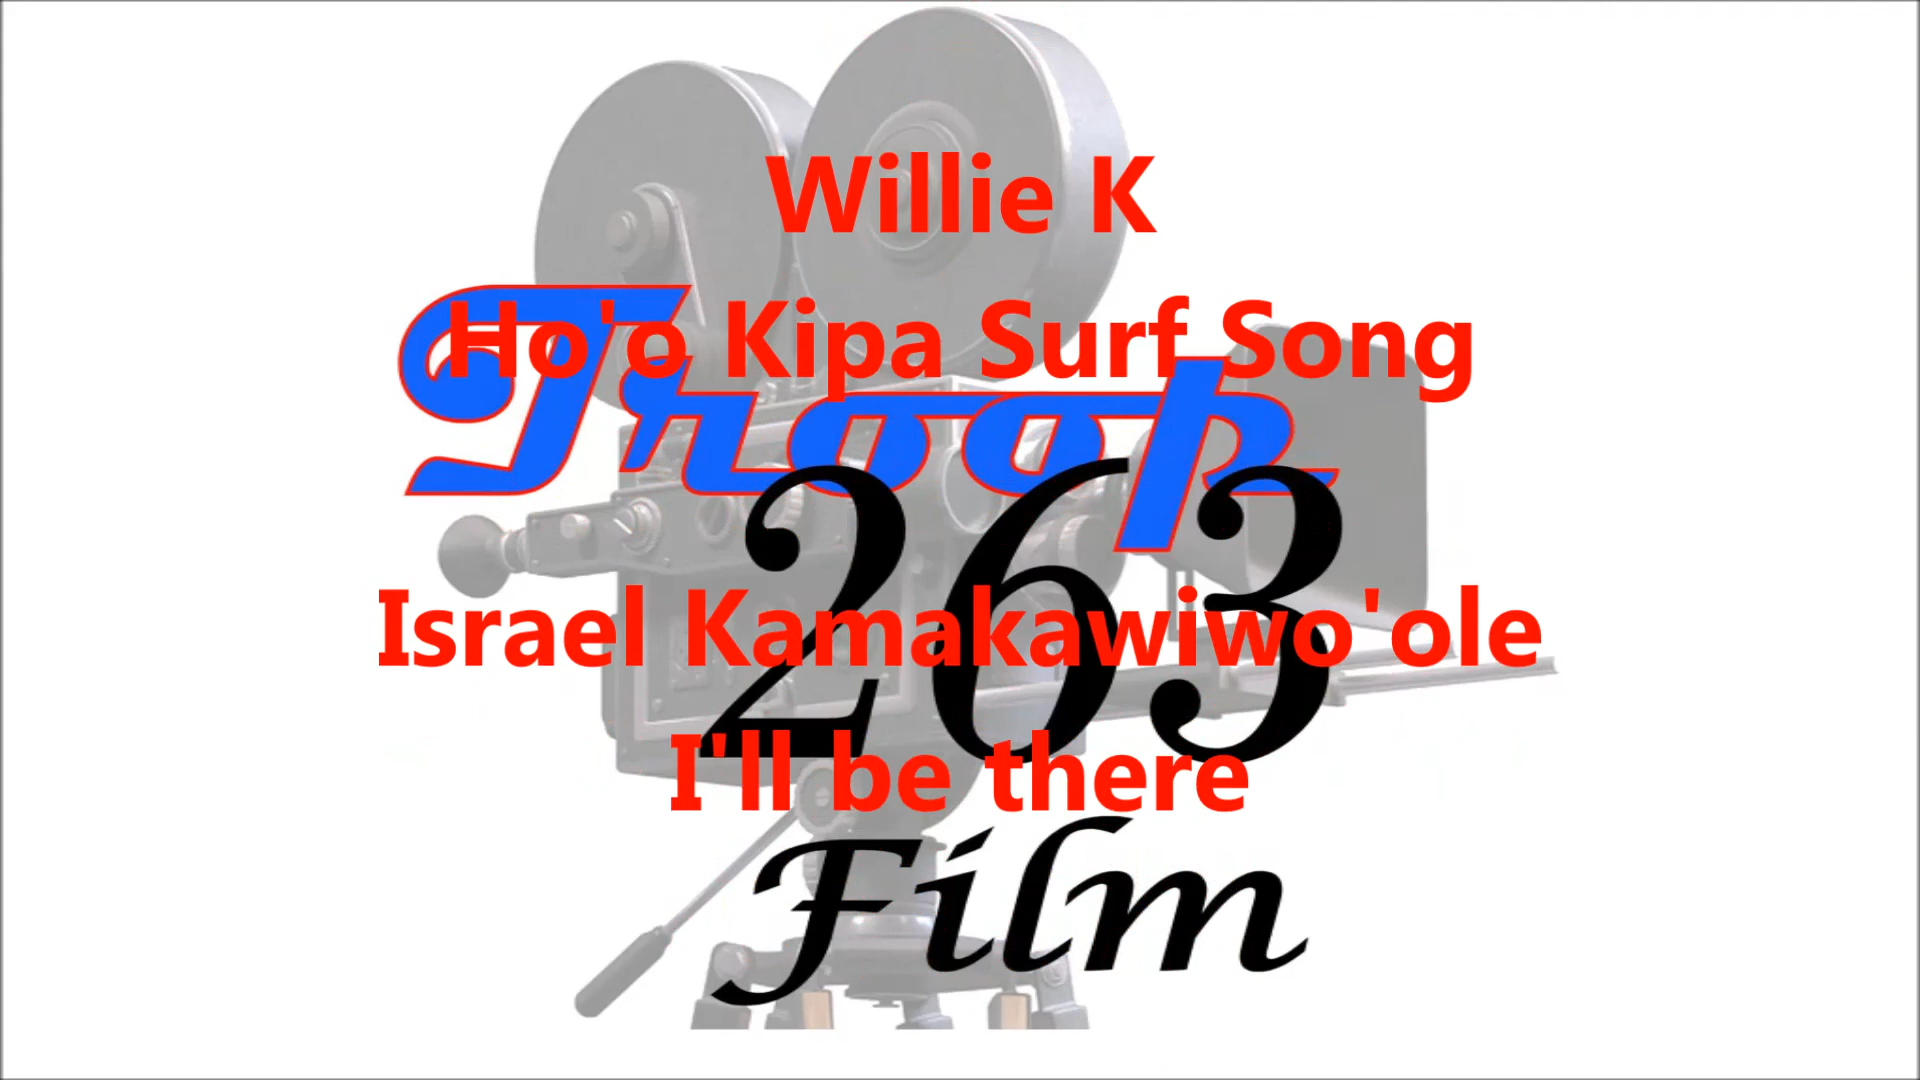 Willie K
Ho'o Kipa Surf Song
Troop
263
Israel Kamakawiwo'ole
I'll be there
Film